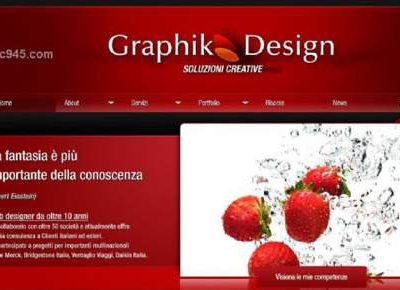 c945.com
Graphik Design
SOLUZIONI CREATIVE
Home About Servizi Portfolio Risorse News
a fantasia è più
mportante della conoscenza
bert Einstein)
b designer da oltre 10 anni
collaborato con oltre 50 società e attualmente offro
a consulenza a Clienti italiani ed esteri.
partecipato a progetti per importanti multinazionali
e Merck, Bridgestone Italia, Ventaglio Viaggi, Daikin Italia.
Visiona le mie competenze